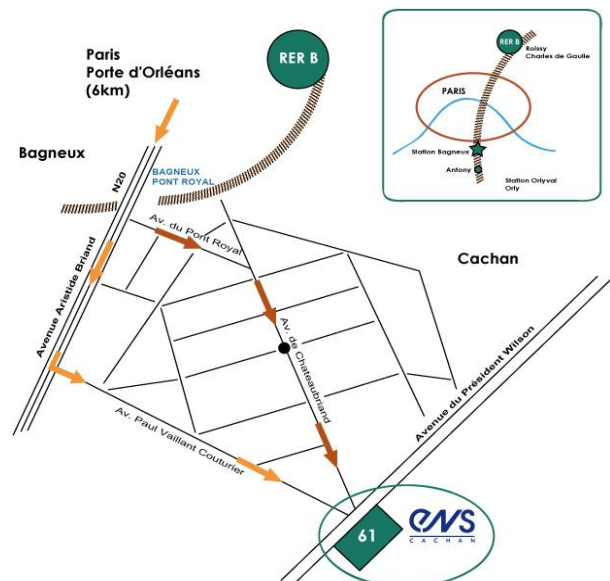 Paris
Porte d'Orléans
(6km)
RER B
RER B
Roissy
Charles de Gaulle
PARIS
Station Bagneux
Antony
Station Orlyval
Orly
Bagneux
N20
BAGNEUX
PONT ROYAL
Av. du Pont Royal
Cachan
Avenue Aristide Briand
Av. de Chateaubriand
Avenue du Président Wilson
Av. Paul Vaillant Couturier
61
ens
CACHAN